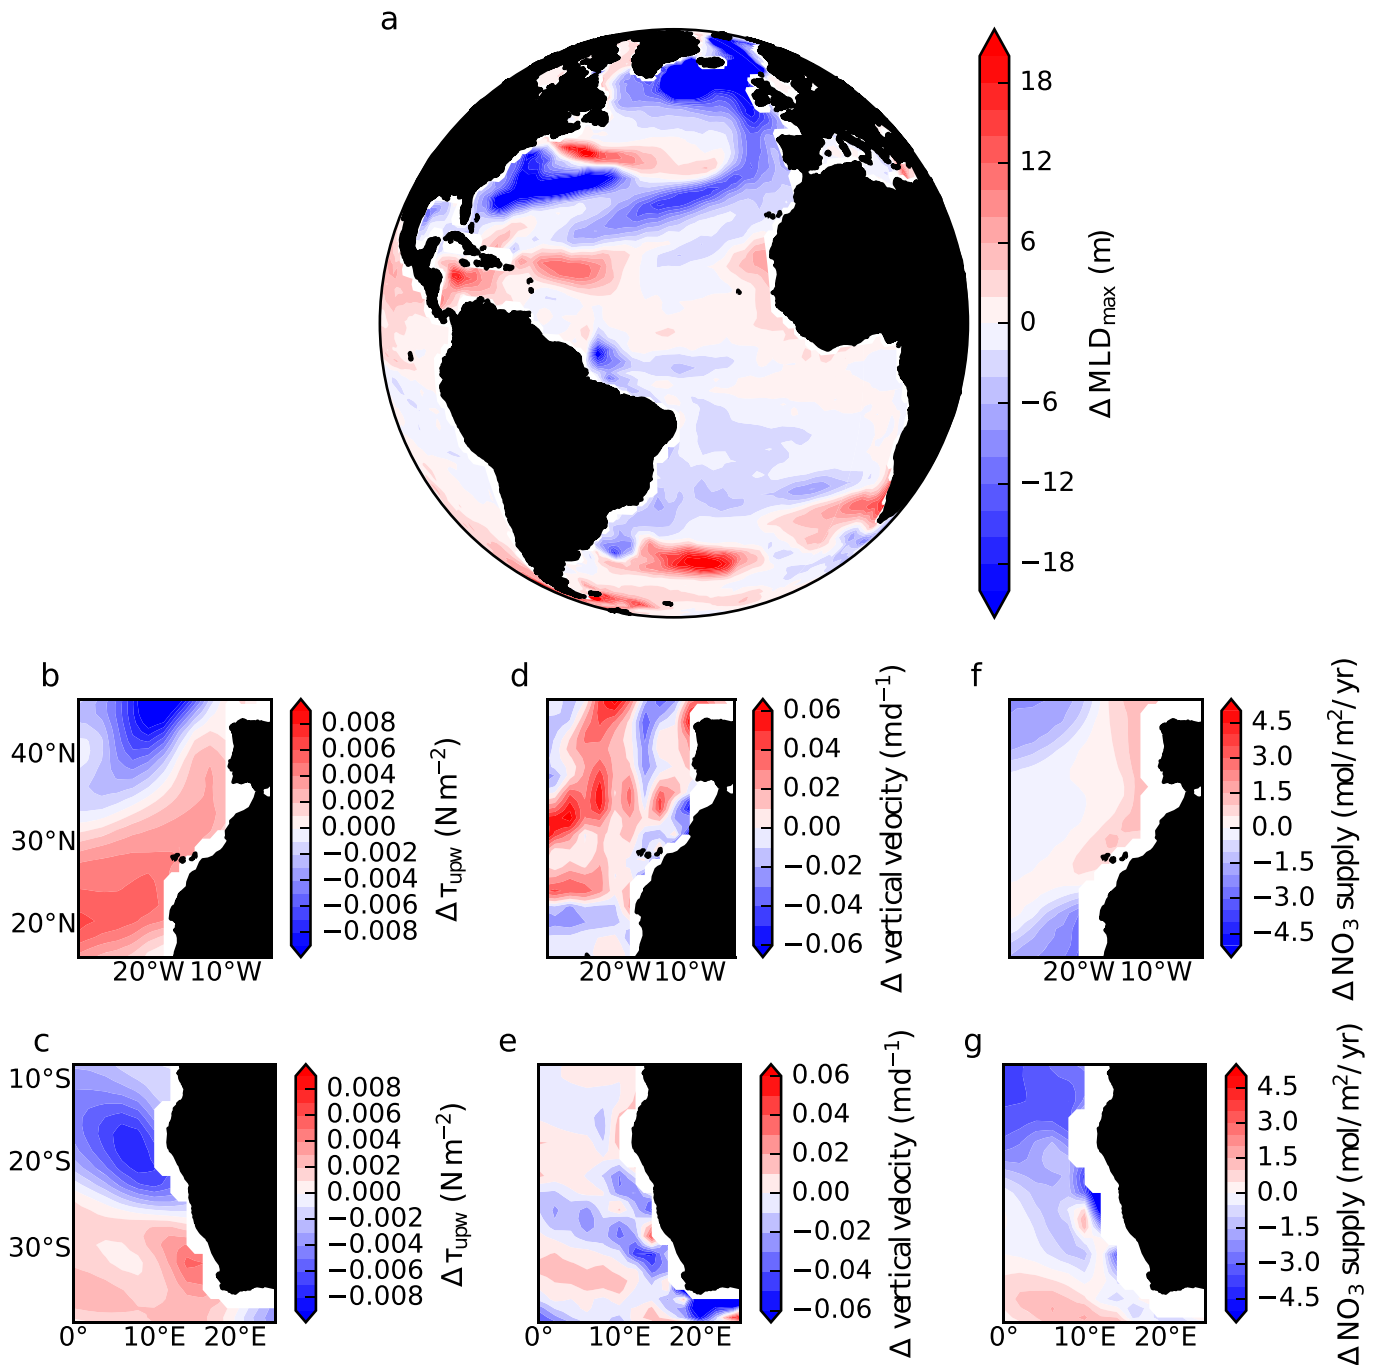 a
18
12
6
0
−6
−12
−18
Δ MLD_max (m)
b
40°N
30°N
20°N
20°W 10°W
0.008
0.006
0.004
0.002
0.000
−0.002
−0.004
−0.006
−0.008
Δ τ_upw (N m⁻²)
d
20°W 10°W
0.06
0.04
0.02
0.00
−0.02
−0.04
−0.06
Δ vertical velocity (md⁻¹)
f
20°W 10°W
4.5
3.0
1.5
0.0
−1.5
−3.0
−4.5
Δ NO₃ supply (mol/ m²/ yr)
c
10°S
20°S
30°S
0° 10°E 20°E
0.008
0.006
0.004
0.002
0.000
−0.002
−0.004
−0.006
−0.008
Δ τ_upw (N m⁻²)
e
0° 10°E 20°E
0.06
0.04
0.02
0.00
−0.02
−0.04
−0.06
Δ vertical velocity (md⁻¹)
g
0° 10°E 20°E
4.5
3.0
1.5
0.0
−1.5
−3.0
−4.5
Δ NO₃ supply (mol/ m²/ yr)